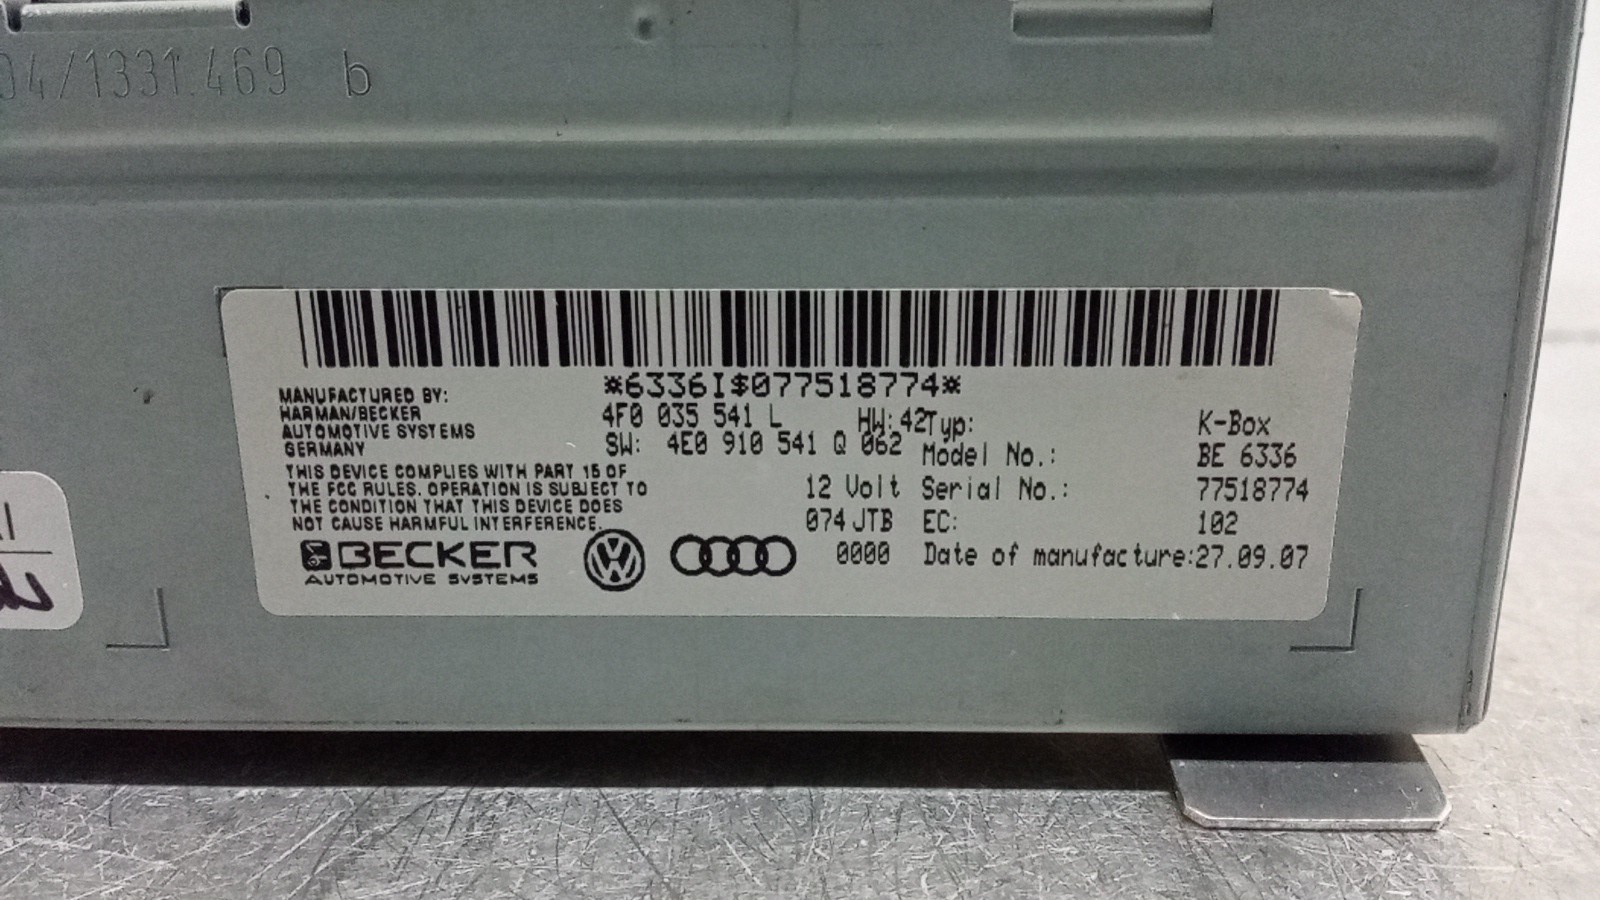 04/1331.469 b
*6336I$077518774*
MANUFACTURED BY:
HARMAN/BECKER
AUTOMOTIVE SYSTEMS
GERMANY
4F0 035 541 L HW:42
SW: 4E0 910 541 Q 062
THIS DEVICE COMPLIES WITH PART 15 OF
THE FCC RULES. OPERATION IS SUBJECT TO
THE CONDITION THAT THIS DEVICE DOES
NOT CAUSE HARMFUL INTERFERENCE.
BECKER
AUTOMOTIVE SYSTEMS
12 Volt
074 JTB
0000
Typ: K-Box
Model No.: BE 6336
Serial No.: 77518774
EC: 102
Date of manufacture:27.09.07